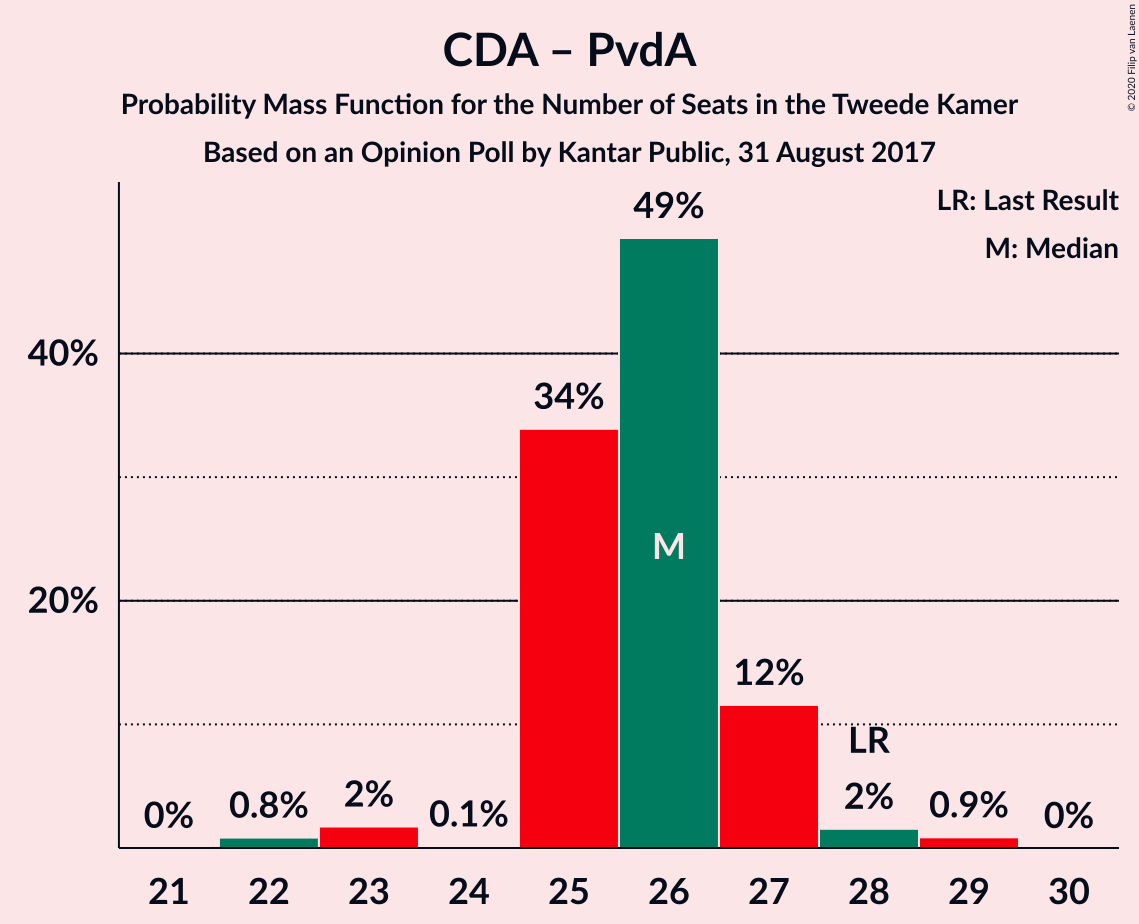 CDA – PvdA
Probability Mass Function for the Number of Seats in the Tweede Kamer
Based on an Opinion Poll by Kantar Public, 31 August 2017
© 2020 Filip van Laenen
LR: Last Result
M: Median
40%
20%
0%
0.8%
2%
0.1%
34%
49%
M
12%
LR
2%
0.9%
0%
21 22 23 24 25 26 27 28 29 30